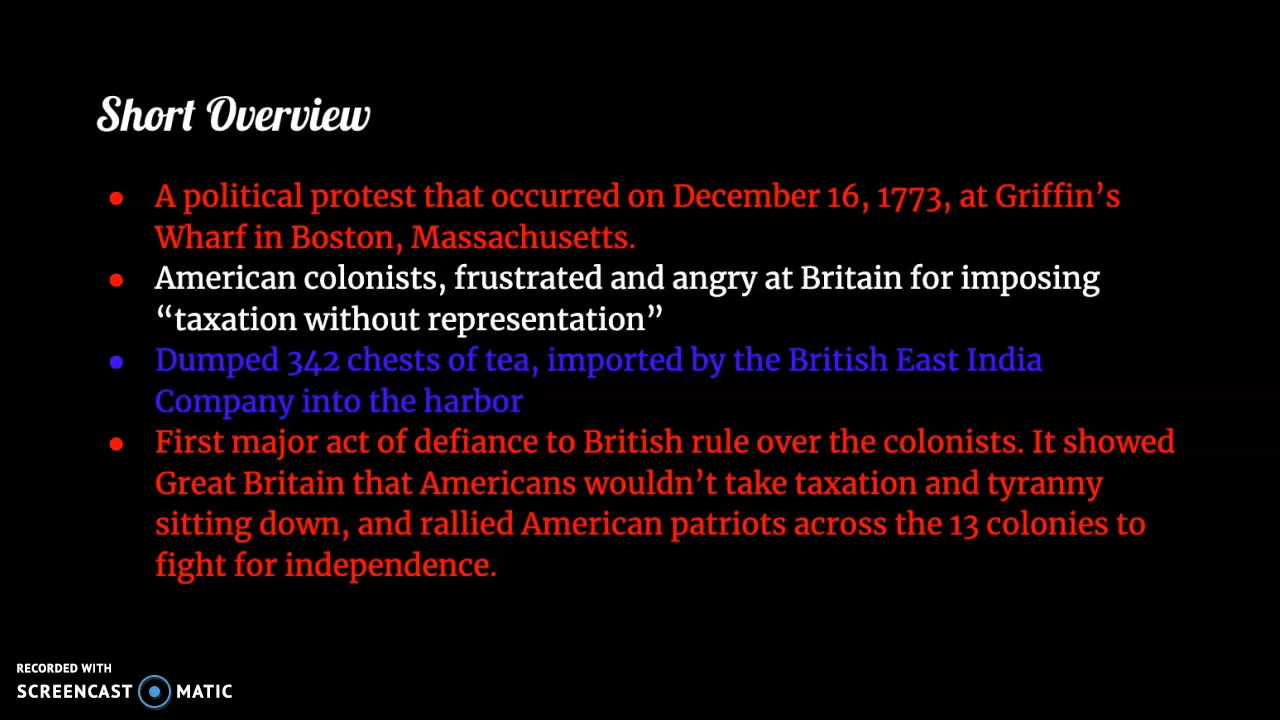 Short Overview
● A political protest that occurred on December 16, 1773, at Griffin’s
Wharf in Boston, Massachusetts.
● American colonists, frustrated and angry at Britain for imposing
“taxation without representation”
● Dumped 342 chests of tea, imported by the British East India
Company into the harbor
● First major act of defiance to British rule over the colonists. It showed
Great Britain that Americans wouldn’t take taxation and tyranny
sitting down, and rallied American patriots across the 13 colonies to
fight for independence.
RECORDED WITH
SCREENCAST MATIC